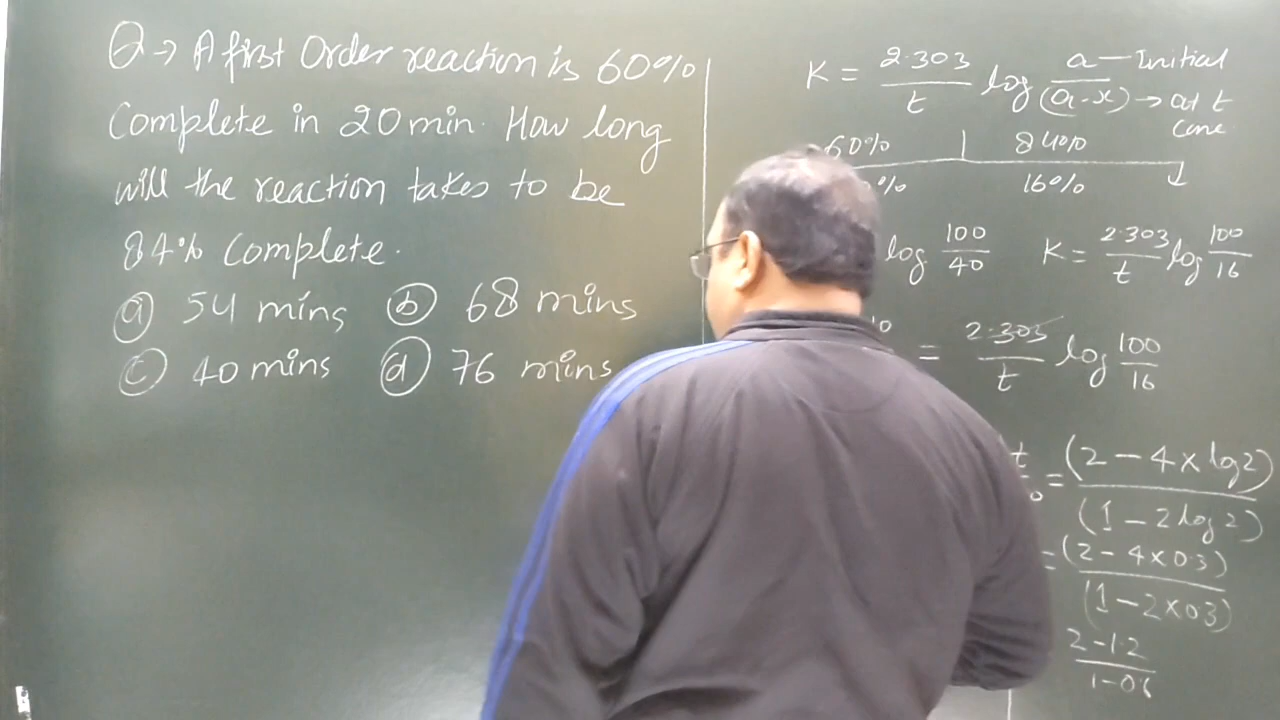 Q → A first Order reaction is 60%
Complete in 20 min. How long
will the reaction takes to be
84% Complete.
(a) 54 mins (b) 68 mins
(c) 40 mins (d) 76 mins
K = 2.303/t log a/(a-x) — Initial
→ at t
Conc.
60% | 84%
% 16%
log 100/40 K = 2.303/t log 100/16
= 2.303/t log 100/16
t = (2 - 4 x log 2)/(1 - 2 log 2)
= (2 - 4 x 0.3)/(1 - 2 x 0.3)
2 - 1.2/1 - 0.6